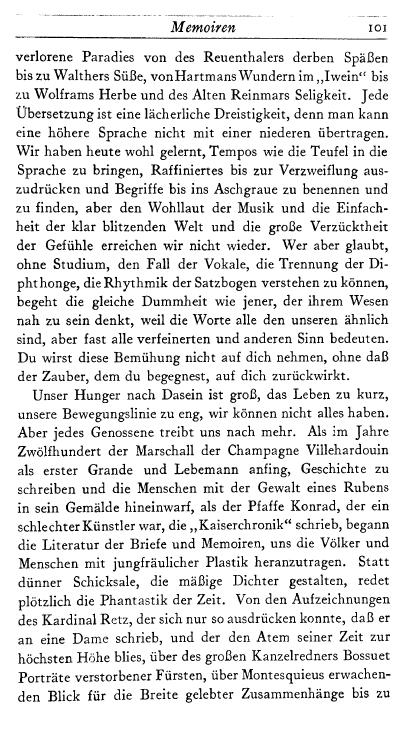 Memoiren 101
verlorene Paradies von des Reuenthalers derben Späßen
bis zu Walthers Süße, von Hartmans Wundern im „Iwein“ bis
zu Wolframs Herbe und des Alten Reinmars Seligkeit. Jede
Übersetzung ist eine lächerliche Dreistigkeit, denn man kann
eine höhere Sprache nicht mit einer niederen übertragen.
Wir haben heute wohl gelernt, Tempos wie die Teufel in die
Sprache zu bringen, Raffiniertes bis zur Verzweiflung aus-
zudrücken und Begriffe bis ins Aschgraue zu benennen und
zu finden, aber den Wohllaut der Musik und die Einfach-
heit der klar blitzenden Welt und die große Verzücktheit
der Gefühle erreichen wir nicht wieder. Wer aber glaubt,
ohne Studium, den Fall der Vokale, die Trennung der Di-
phthonge, die Rhythmik der Satzbogen verstehen zu können,
begeht die gleiche Dummheit wie jener, der ihrem Wesen
nah zu sein denkt, weil die Worte alle den unseren ähnlich
sind, aber fast alle verfeinerten und anderen Sinn bedeuten.
Du wirst diese Bemühung nicht auf dich nehmen, ohne daß
der Zauber, dem du begegnest, auf dich zurückwirkt.
Unser Hunger nach Dasein ist groß, das Leben zu kurz,
unsere Bewegungslinie zu eng, wir können nicht alles haben.
Aber jedes Genossene treibt uns nach mehr. Als im Jahre
Zwölfhundert der Marschall der Champagne Villehardouin
als erster Grande und Lebemann anfing, Geschichte zu
schreiben und die Menschen mit der Gewalt eines Rubens
in sein Gemälde hineinwarf, als der Pfaffe Konrad, der ein
schlechter Künstler war, die „Kaiserchronik“ schrieb, begann
die Literatur der Briefe und Memoiren, uns die Völker und
Menschen mit jungfräulicher Plastik heranzutragen. Statt
dünner Schicksale, die mäßige Dichter gestalten, redet
plötzlich die Phantastik der Zeit. Von den Aufzeichnungen
des Kardinal Retz, der sich nur so ausdrücken konnte, daß er
an eine Dame schrieb, und der den Atem seiner Zeit zur
höchsten Höhe blies, über des großen Kanzelredners Bossuet
Porträte verstorbener Fürsten, über Montesquieus erwachen-
den Blick für die Breite gelebter Zusammenhänge bis zu